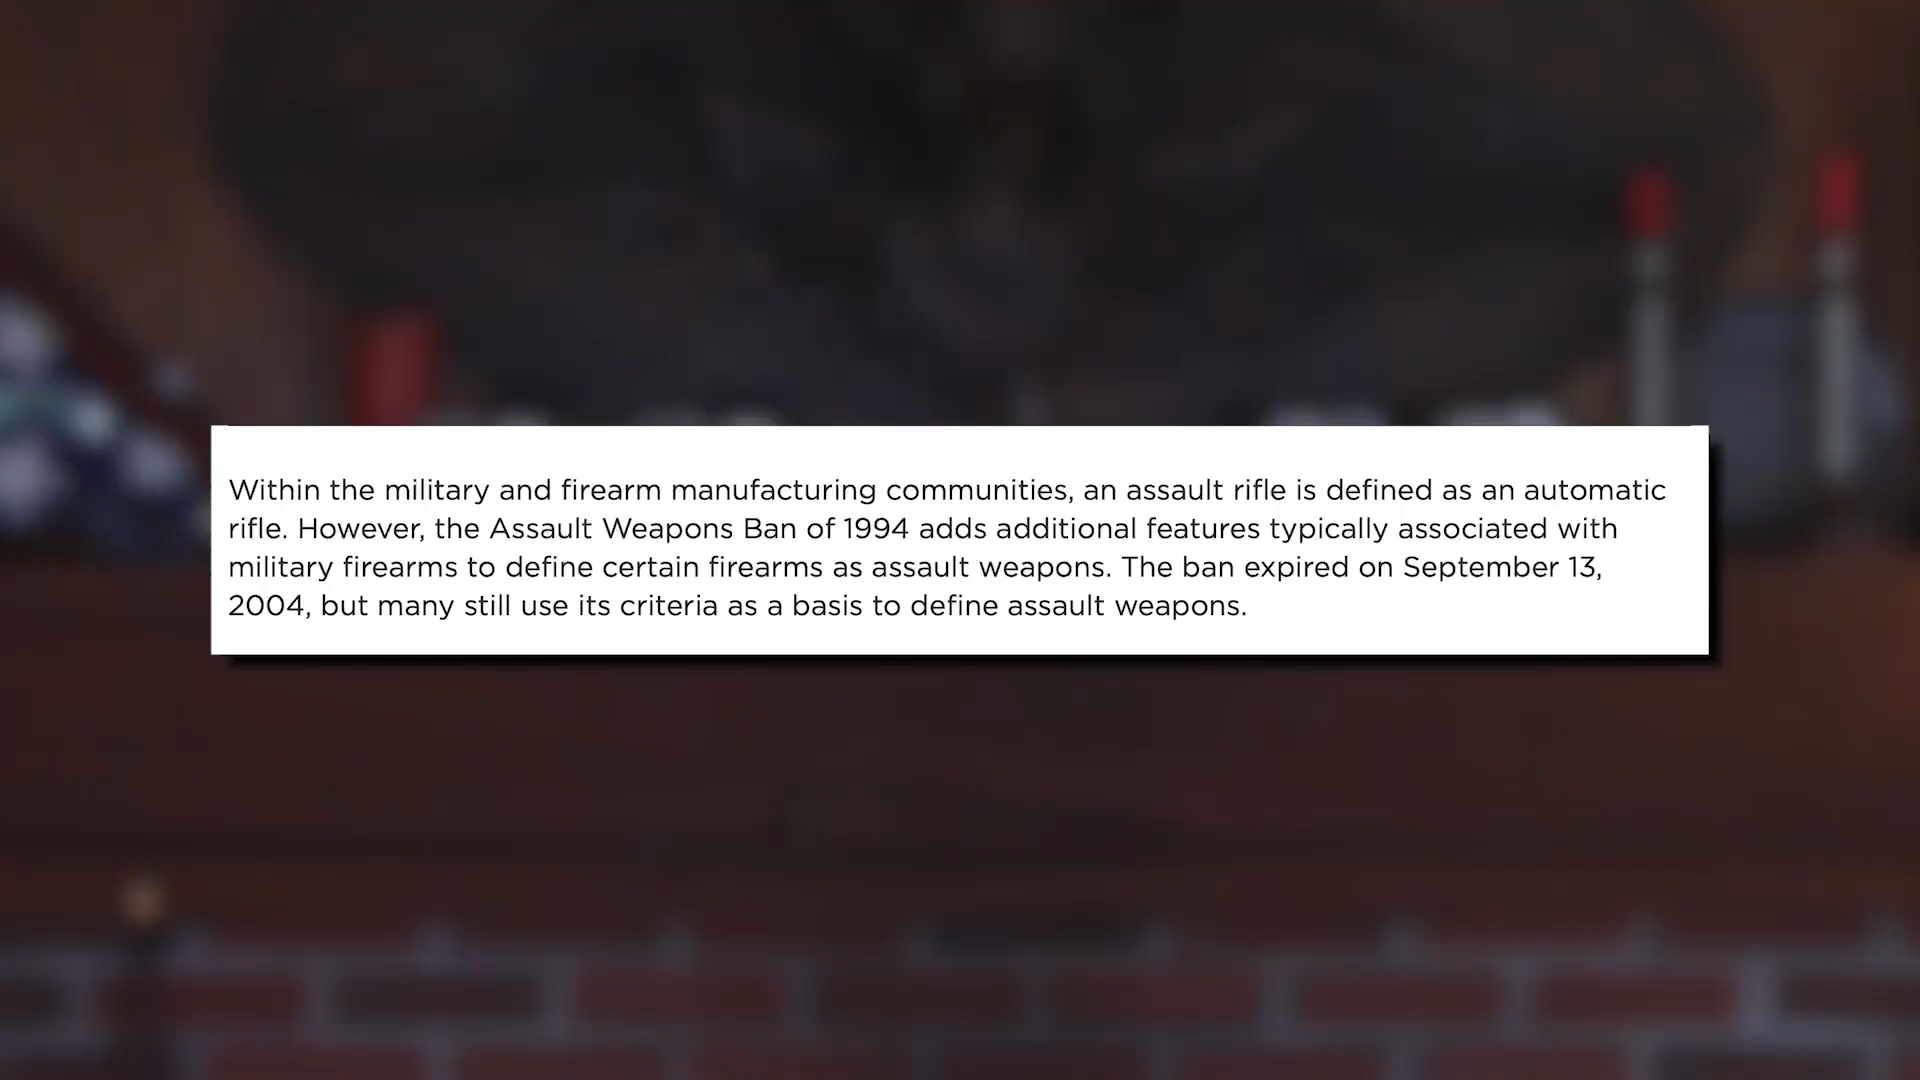 Within the military and firearm manufacturing communities, an assault rifle is defined as an automatic
rifle. However, the Assault Weapons Ban of 1994 adds additional features typically associated with
military firearms to define certain firearms as assault weapons. The ban expired on September 13,
2004, but many still use its criteria as a basis to define assault weapons.